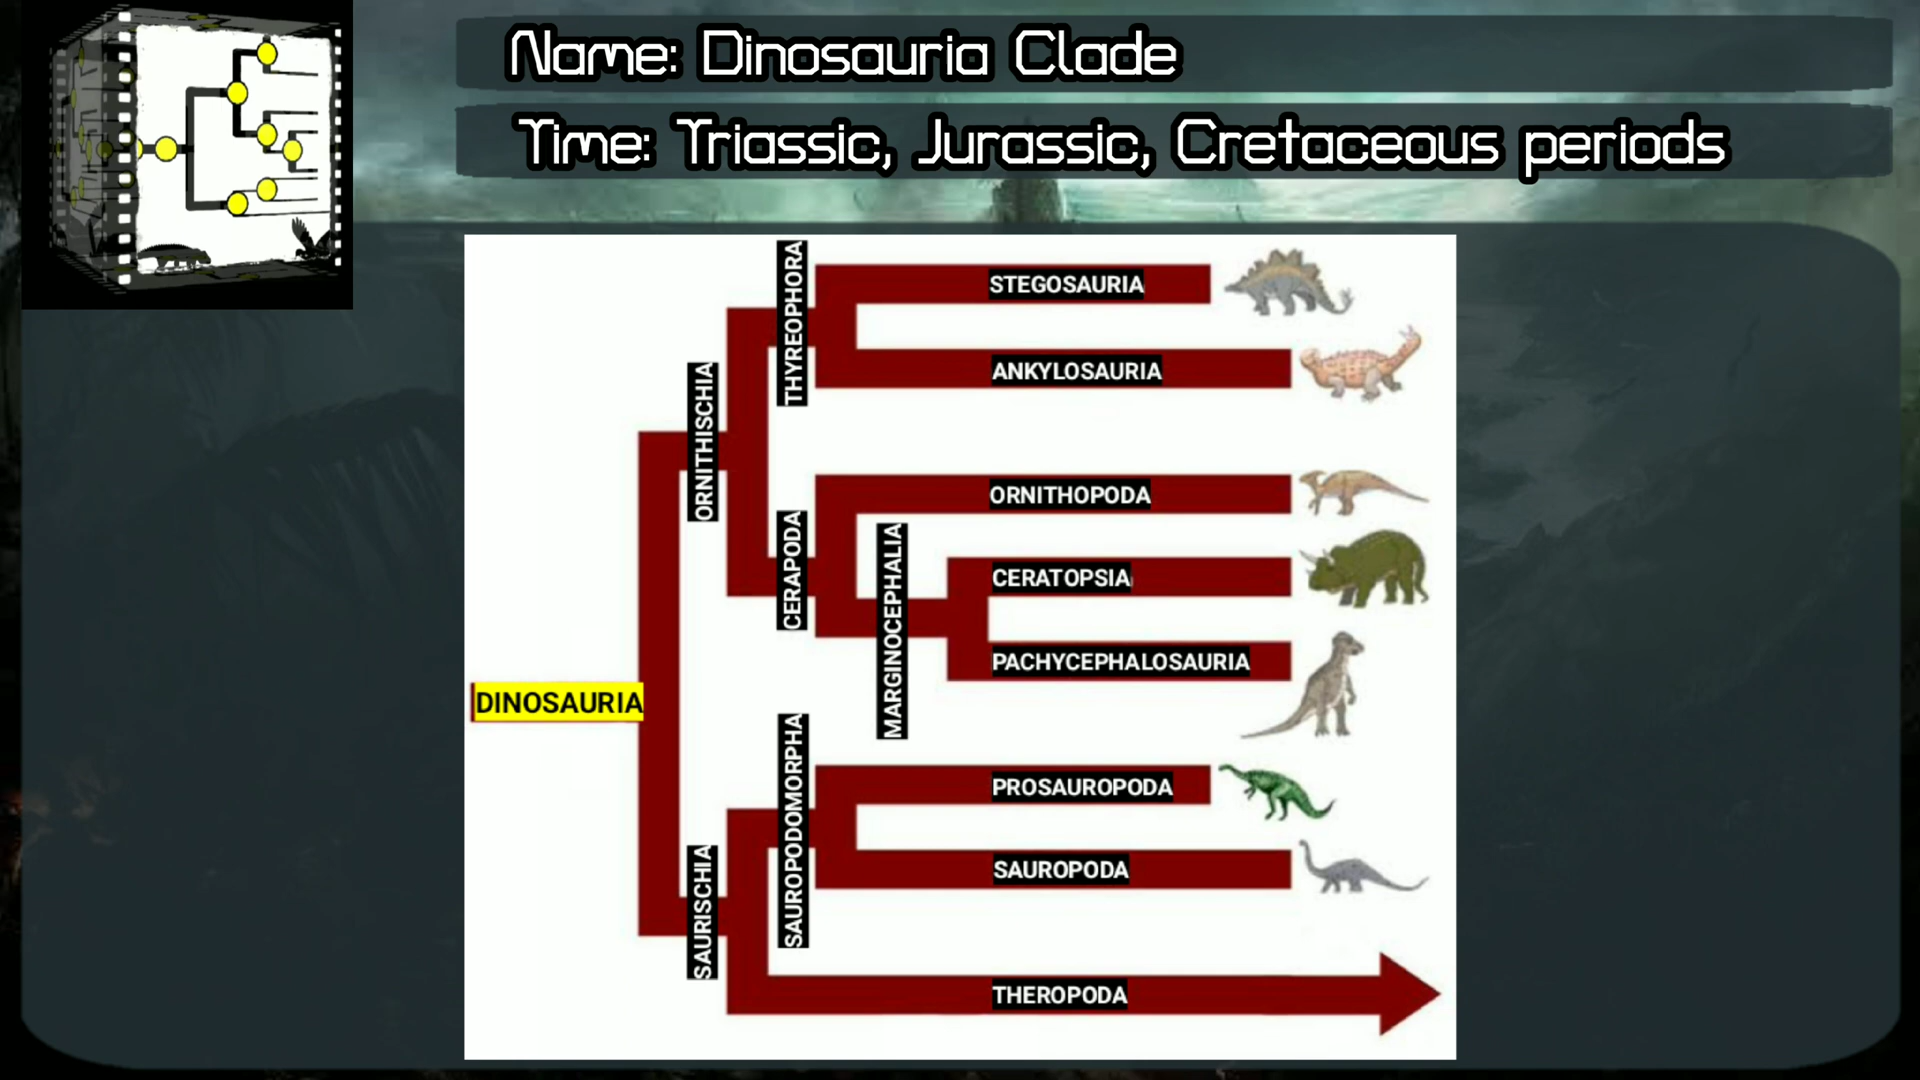 Name: Dinosauria Clade
Time: Triassic, Jurassic, Cretaceous periods
THYREOPHORA
STEGOSAURIA
ANKYLOSAURIA
ORNITHISCHIA
ORNITHOPODA
CERAPODA
MARGINOCEPHALIA
CERATOPSIA
PACHYCEPHALOSAURIA
DINOSAURIA
SAUROPODOMORPHA
PROSAUROPODA
SAUROPODA
SAURISCHIA
THEROPODA